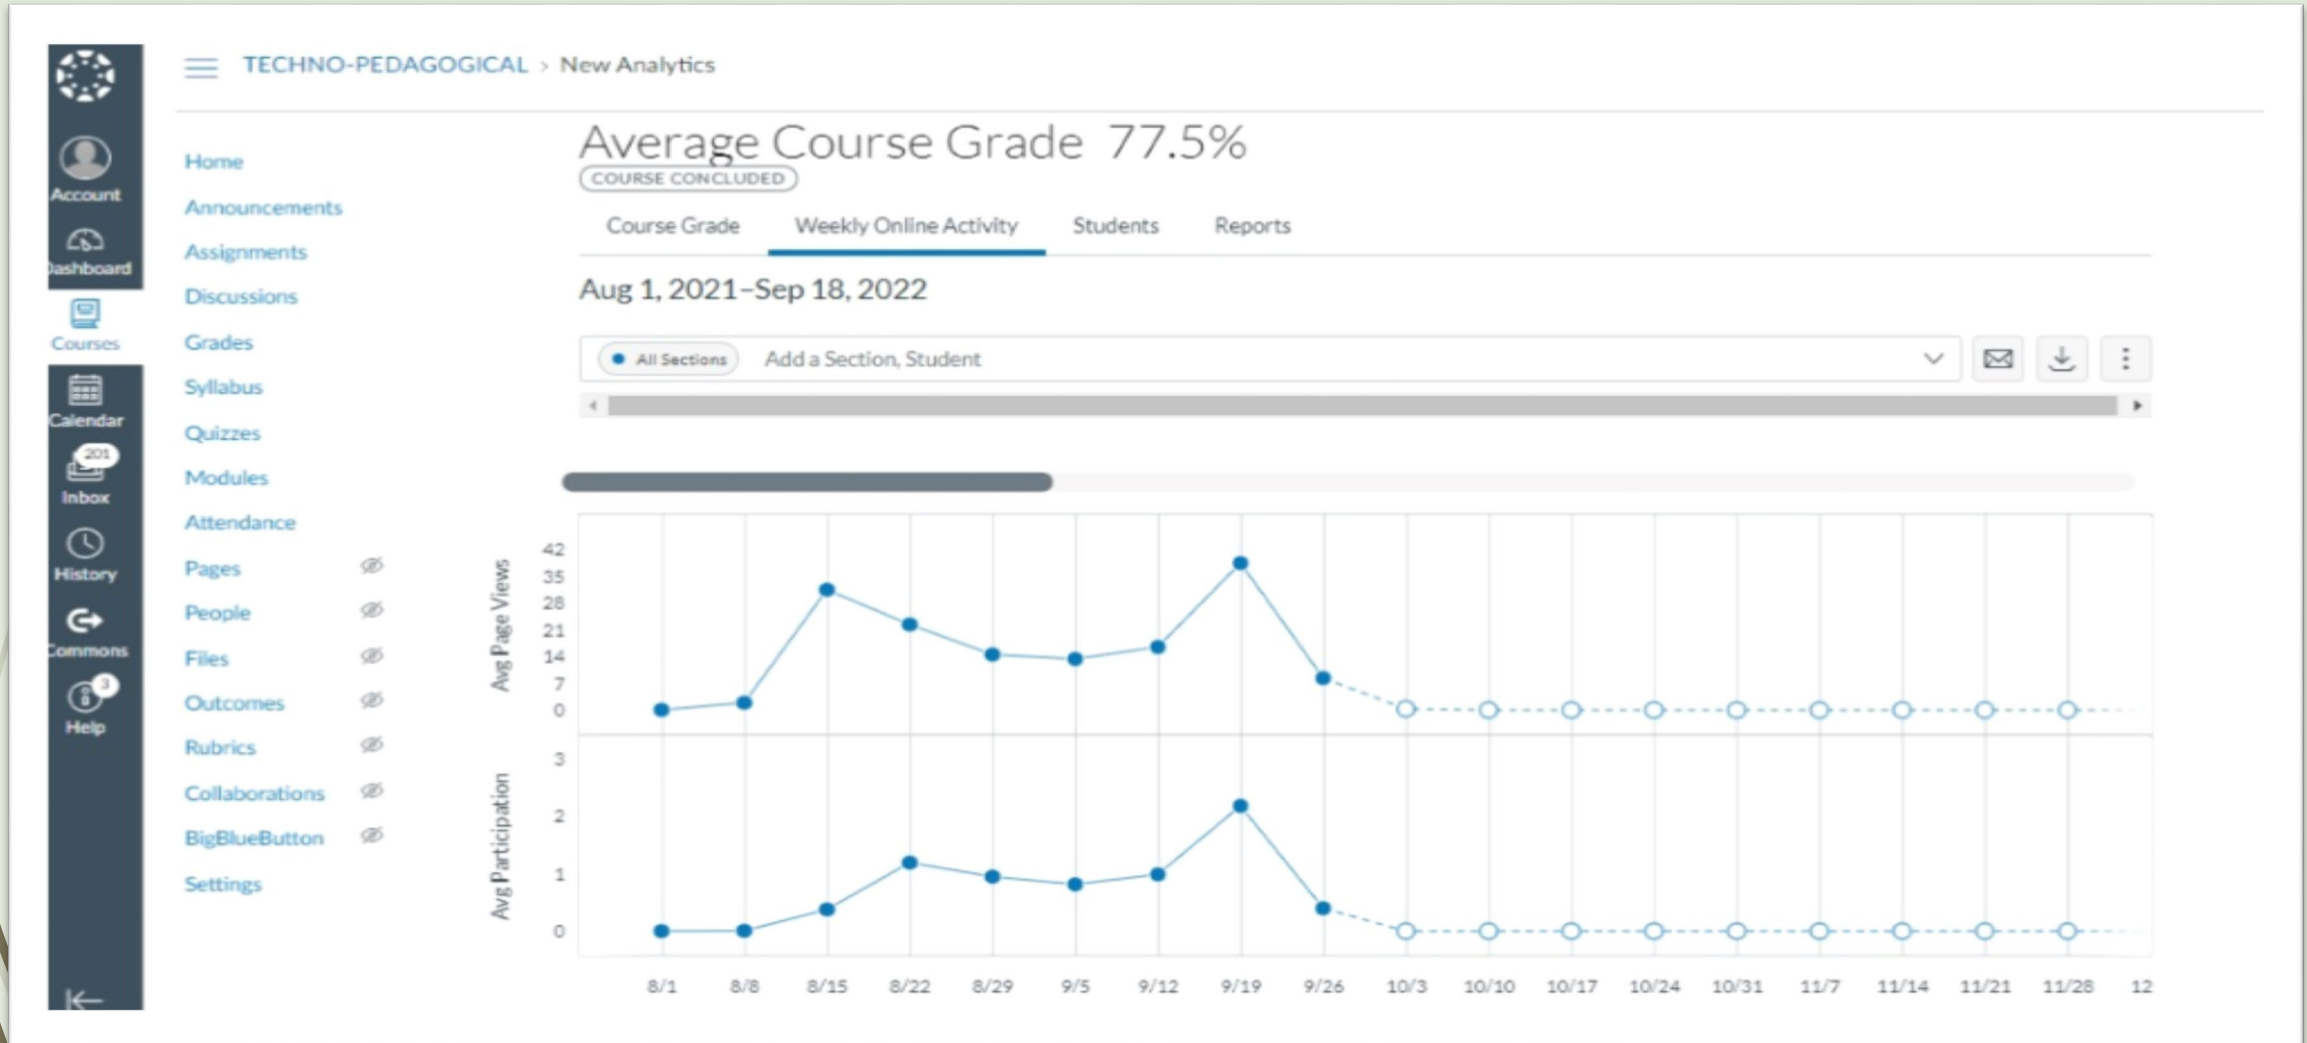 TECHNO-PEDAGOGICAL > New Analytics
Account
Dashboard
Courses
Calendar
201
Inbox
History
Commons
3
Help
Home
Announcements
Assignments
Discussions
Grades
Syllabus
Quizzes
Modules
Attendance
Pages
People
Files
Outcomes
Rubrics
Collaborations
BigBlueButton
Settings
Average Course Grade 77.5%
COURSE CONCLUDED
Course Grade Weekly Online Activity Students Reports
Aug 1, 2021–Sep 18, 2022
All Sections Add a Section, Student
Avg Page Views
42
35
28
21
14
7
0
Avg Participation
3
2
1
0
8/1 8/8 8/15 8/22 8/29 9/5 9/12 9/19 9/26 10/3 10/10 10/17 10/24 10/31 11/7 11/14 11/21 11/28 12